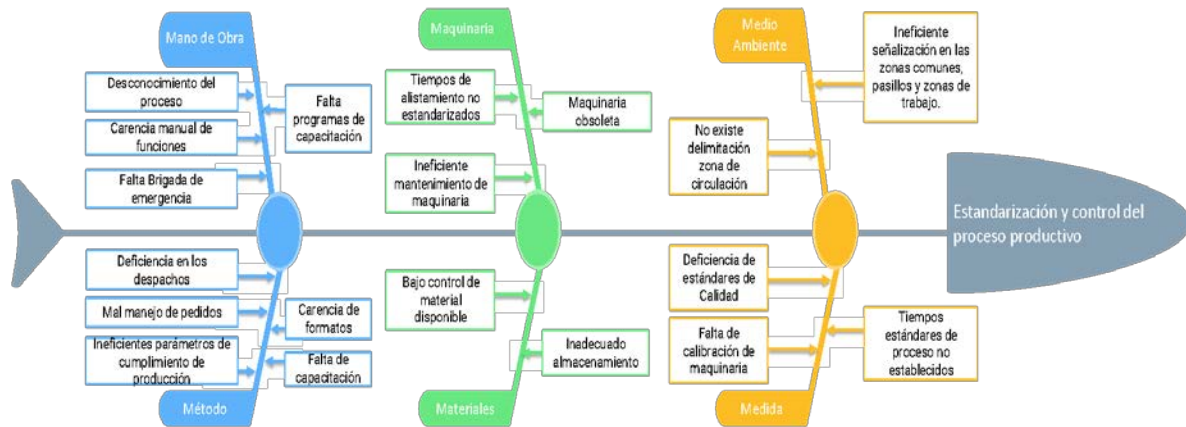 Mano de Obra
Desconocimiento del
proceso
Carencia manual de
funciones
Falta Brigada de
emergencia
Falta
programas de
capacitación
Maquinaria
Tiempos de
alistamiento no
estandarizados
Maquinaria
obsoleta
Ineficiente
mantenimiento de
maquinaria
Medio
Ambiente
Ineficiente
señalización en las
zonas comunes,
pasillos y zonas de
trabajo.
No existe
delimitación
zona de
circulación
Estandarización y control del
proceso productivo
Deficiencia en los
despachos
Mal manejo de pedidos
Ineficientes parámetros de
cumplimiento de
producción
Carencia de
formatos
Falta de
capacitación
Método
Bajo control de
material
disponible
Inadecuado
almacenamiento
Materiales
Deficiencia de
estándares de
Calidad
Falta de
calibración de
maquinaria
Tiempos
estándares de
proceso no
establecidos
Medida